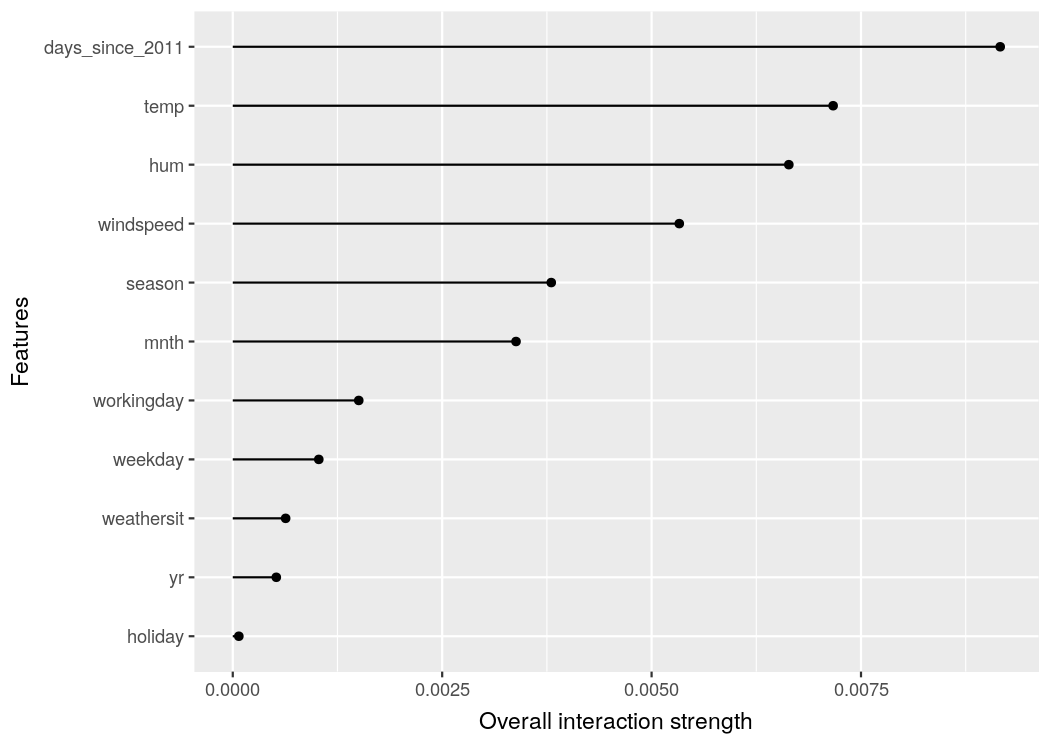 days_since_2011
temp
hum
windspeed
season
mnth
workingday
weekday
weathersit
yr
holiday
Features
0.0000 0.0025 0.0050 0.0075
Overall interaction strength